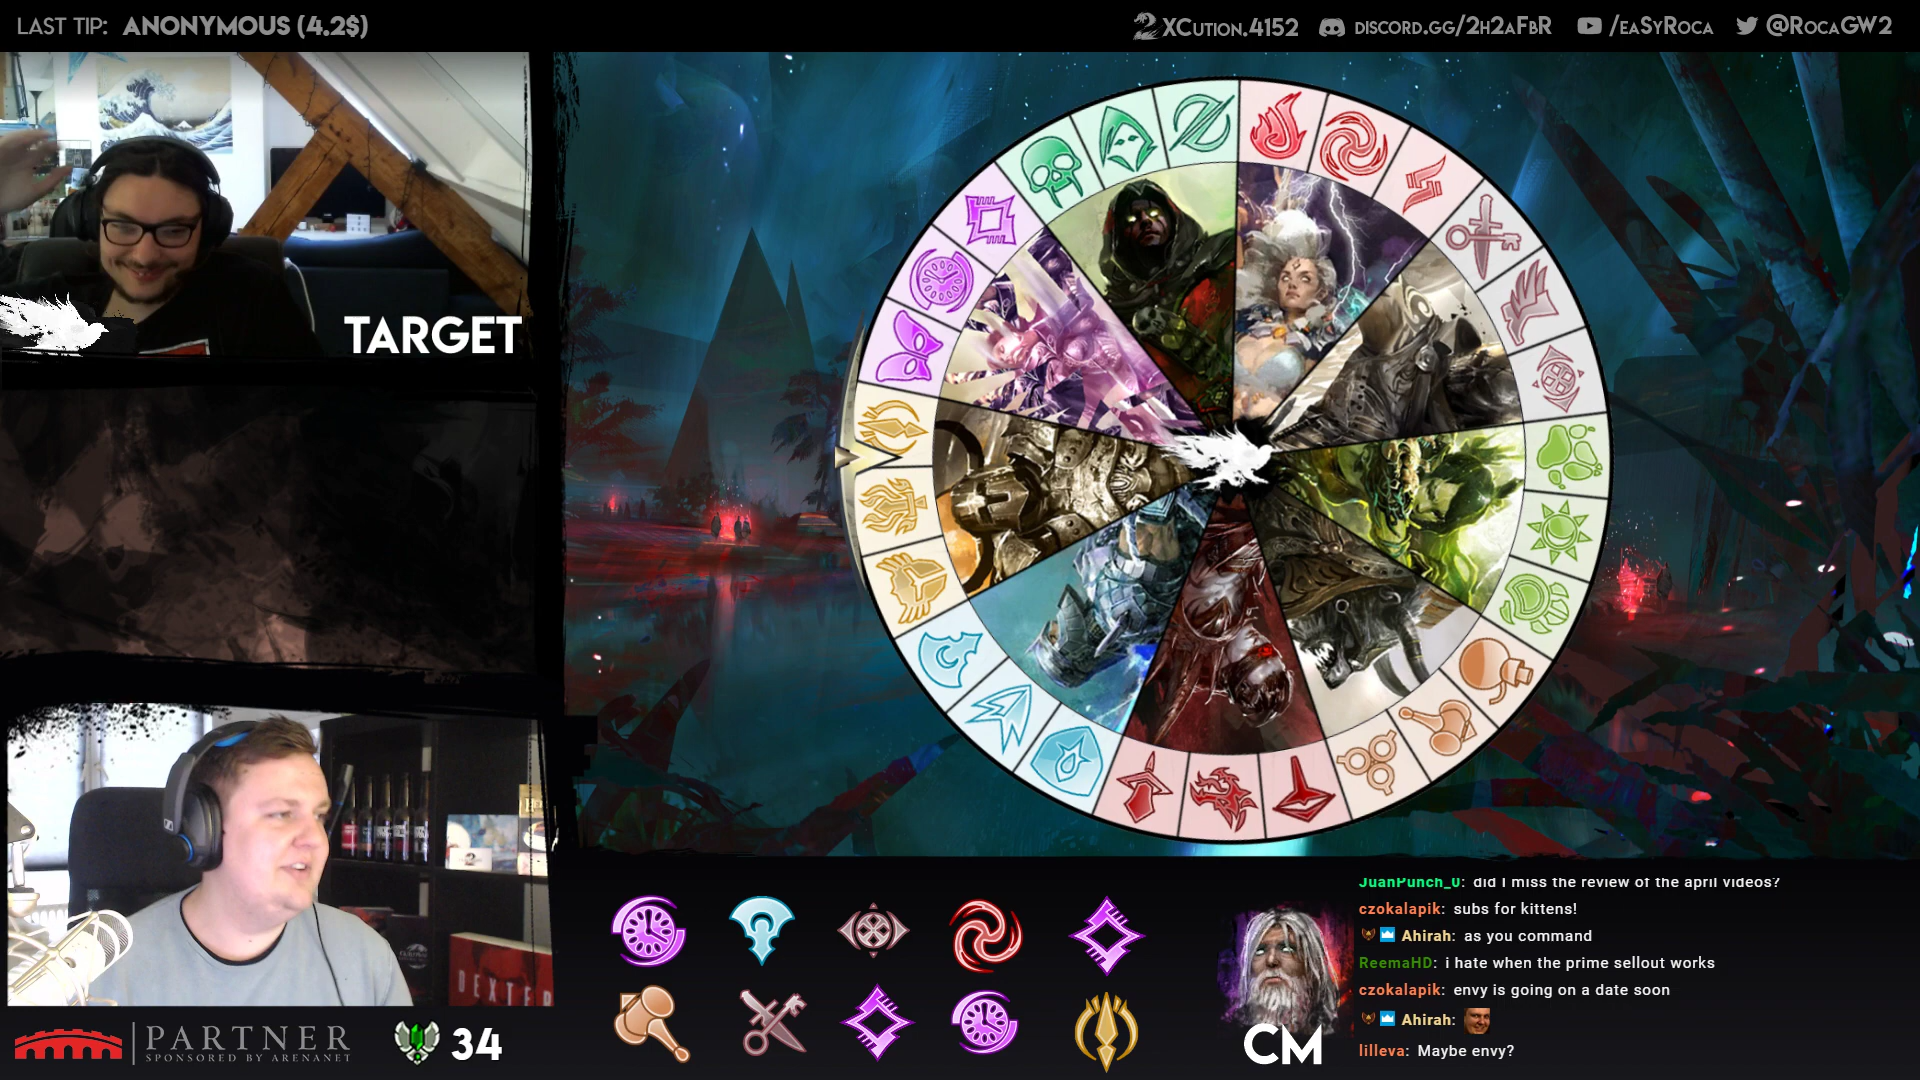 LAST TIP: ANONYMOUS (4.2$)
XCution.4152
discord.gg/2h2aFbR
/eaSyRoca
@RocaGW2
TARGET
DEXTER
PARTNER
SPONSORED BY ARENANET
34
CM
JuanPunch_0: did I miss the review of the april videos?
czokalapik: subs for kittens!
Ahirah: as you command
ReemaHD: i hate when the prime sellout works
czokalapik: envy is going on a date soon
Ahirah:
lilleva: Maybe envy?